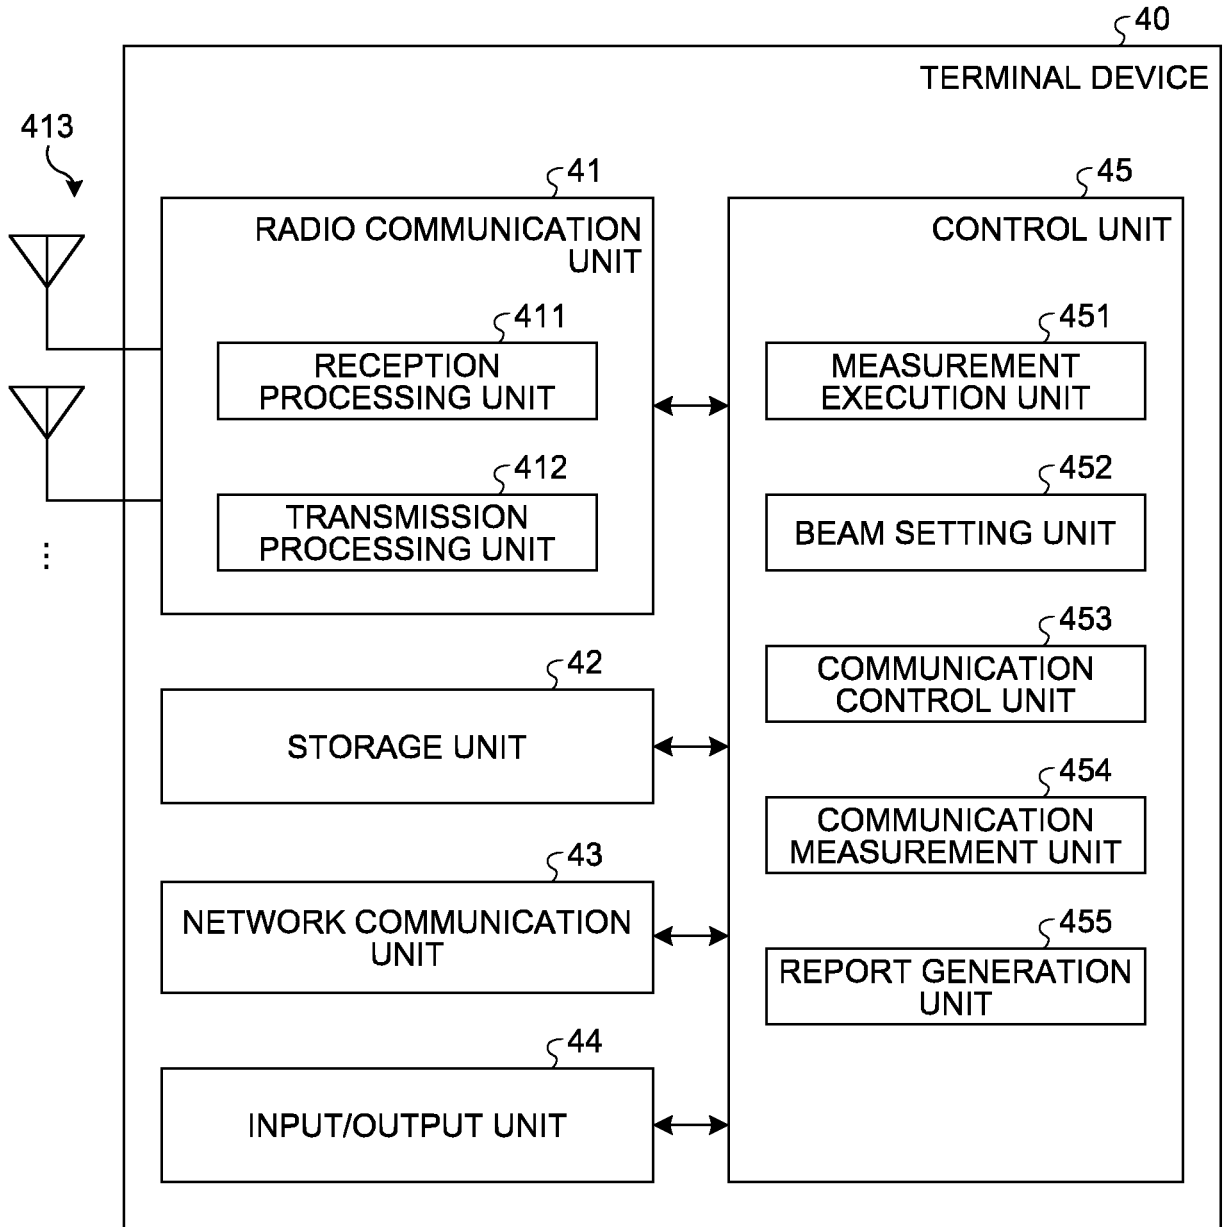 40
TERMINAL DEVICE
413
41
RADIO COMMUNICATION
UNIT
411
RECEPTION
PROCESSING UNIT
412
TRANSMISSION
PROCESSING UNIT
...
42
STORAGE UNIT
43
NETWORK COMMUNICATION
UNIT
44
INPUT/OUTPUT UNIT
45
CONTROL UNIT
451
MEASUREMENT
EXECUTION UNIT
452
BEAM SETTING UNIT
453
COMMUNICATION
CONTROL UNIT
454
COMMUNICATION
MEASUREMENT UNIT
455
REPORT GENERATION
UNIT